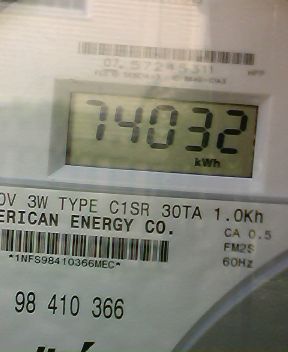 74032
kWh
0V 3W TYPE C1SR 30TA 1.0Kh
ERICAN ENERGY CO.
CA 0.5
FM2S
*1NFS98410366MEC*
60Hz
98 410 366